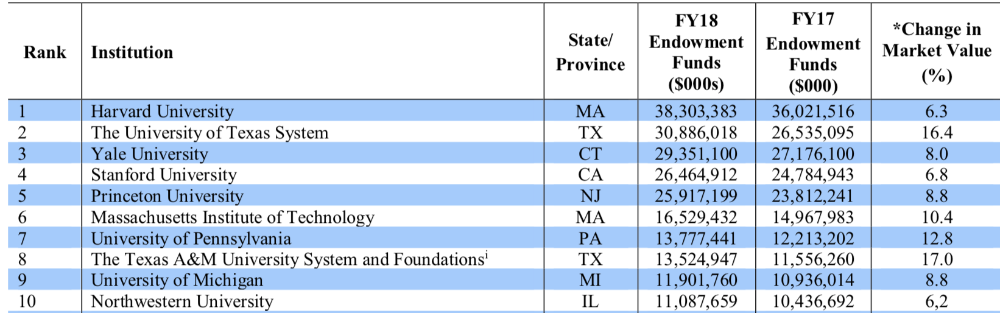 Rank Institution State/ Province FY18 Endowment Funds ($000s) FY17 Endowment Funds ($000) *Change in Market Value (%)
1 Harvard University MA 38,303,383 36,021,516 6.3
2 The University of Texas System TX 30,886,018 26,535,095 16.4
3 Yale University CT 29,351,100 27,176,100 8.0
4 Stanford University CA 26,464,912 24,784,943 6.8
5 Princeton University NJ 25,917,199 23,812,241 8.8
6 Massachusetts Institute of Technology MA 16,529,432 14,967,983 10.4
7 University of Pennsylvania PA 13,777,441 12,213,202 12.8
8 The Texas A&M University System and Foundationsⁱ TX 13,524,947 11,556,260 17.0
9 University of Michigan MI 11,901,760 10,936,014 8.8
10 Northwestern University IL 11,087,659 10,436,692 6,2